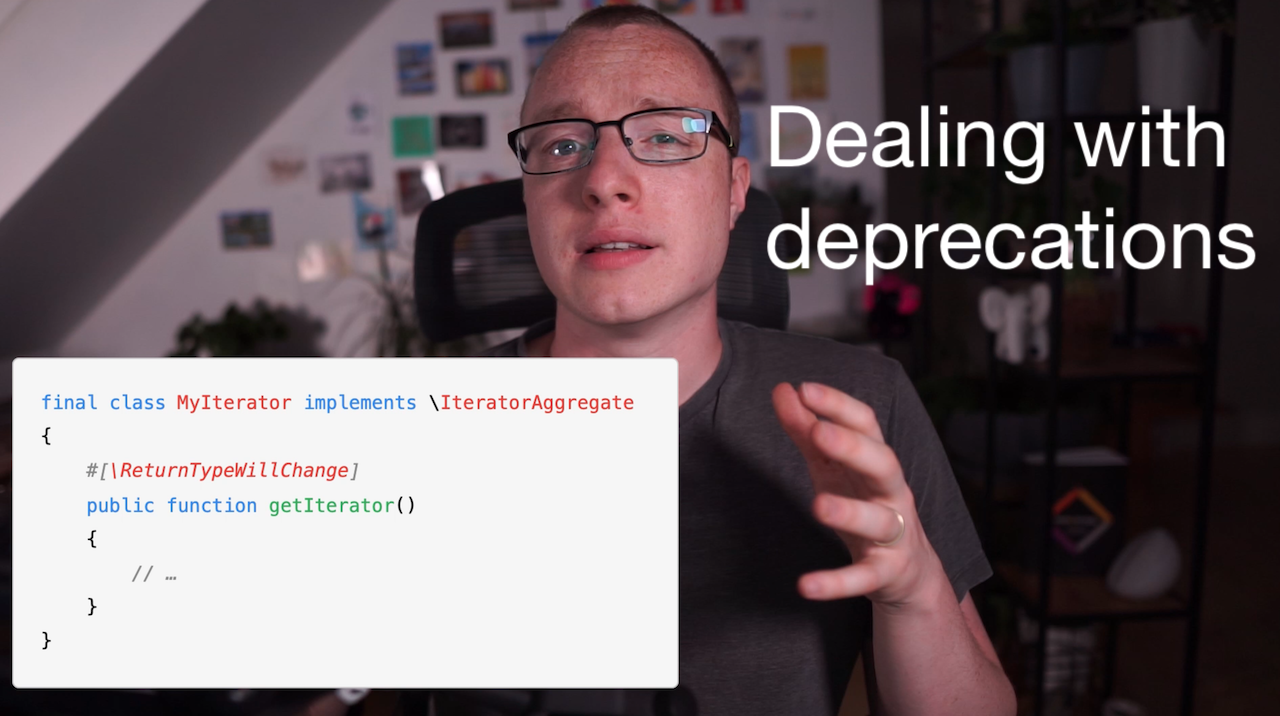 Dealing with
deprecations
final class MyIterator implements \IteratorAggregate
{
    #[\ReturnTypeWillChange]
    public function getIterator()
    {
        // …
    }
}